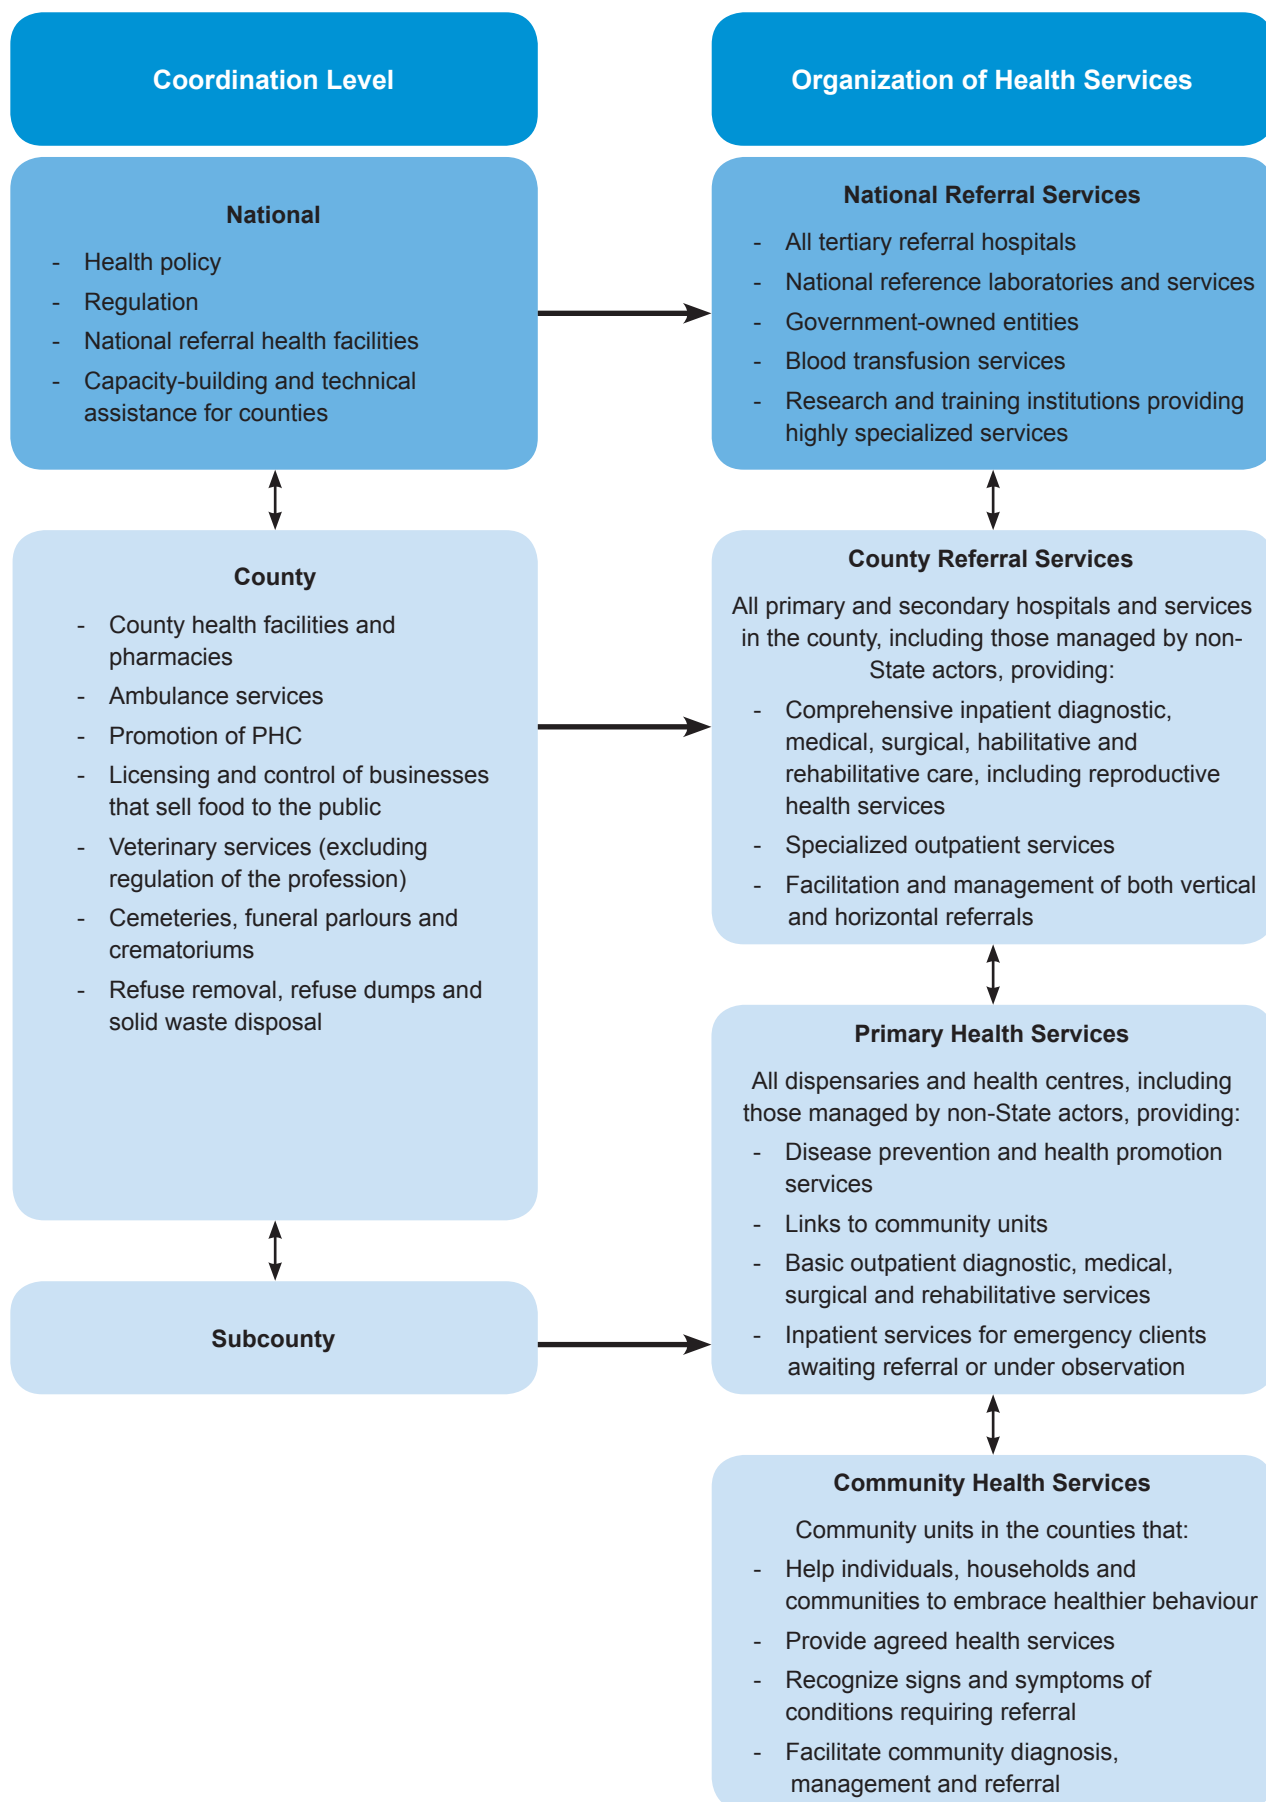 Coordination Level
Organization of Health Services
National
- Health policy
- Regulation
- National referral health facilities
- Capacity-building and technical
assistance for counties
National Referral Services
- All tertiary referral hospitals
- National reference laboratories and services
- Government-owned entities
- Blood transfusion services
- Research and training institutions providing
highly specialized services
County
- County health facilities and
pharmacies
- Ambulance services
- Promotion of PHC
- Licensing and control of businesses
that sell food to the public
- Veterinary services (excluding
regulation of the profession)
- Cemeteries, funeral parlours and
crematoriums
- Refuse removal, refuse dumps and
solid waste disposal
County Referral Services
All primary and secondary hospitals and services
in the county, including those managed by non-
State actors, providing:
- Comprehensive inpatient diagnostic,
medical, surgical, habilitative and
rehabilitative care, including reproductive
health services
- Specialized outpatient services
- Facilitation and management of both vertical
and horizontal referrals
Subcounty
Primary Health Services
All dispensaries and health centres, including
those managed by non-State actors, providing:
- Disease prevention and health promotion
services
- Links to community units
- Basic outpatient diagnostic, medical,
surgical and rehabilitative services
- Inpatient services for emergency clients
awaiting referral or under observation
Community Health Services
Community units in the counties that:
- Help individuals, households and
communities to embrace healthier behaviour
- Provide agreed health services
- Recognize signs and symptoms of
conditions requiring referral
- Facilitate community diagnosis,
management and referral